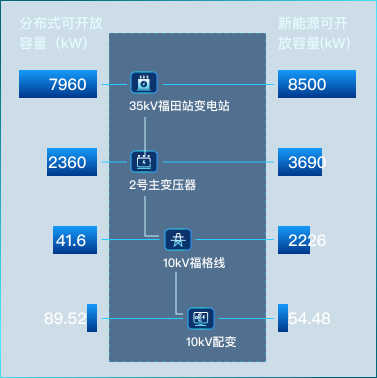 分布式可开放
容量（kW）
新能源可开
放容量(kW)
7960
8500
35kV福田站变电站
2360
3690
2号主变压器
41.6
2226
10kV福格线
89.52
54.48
10kV配变